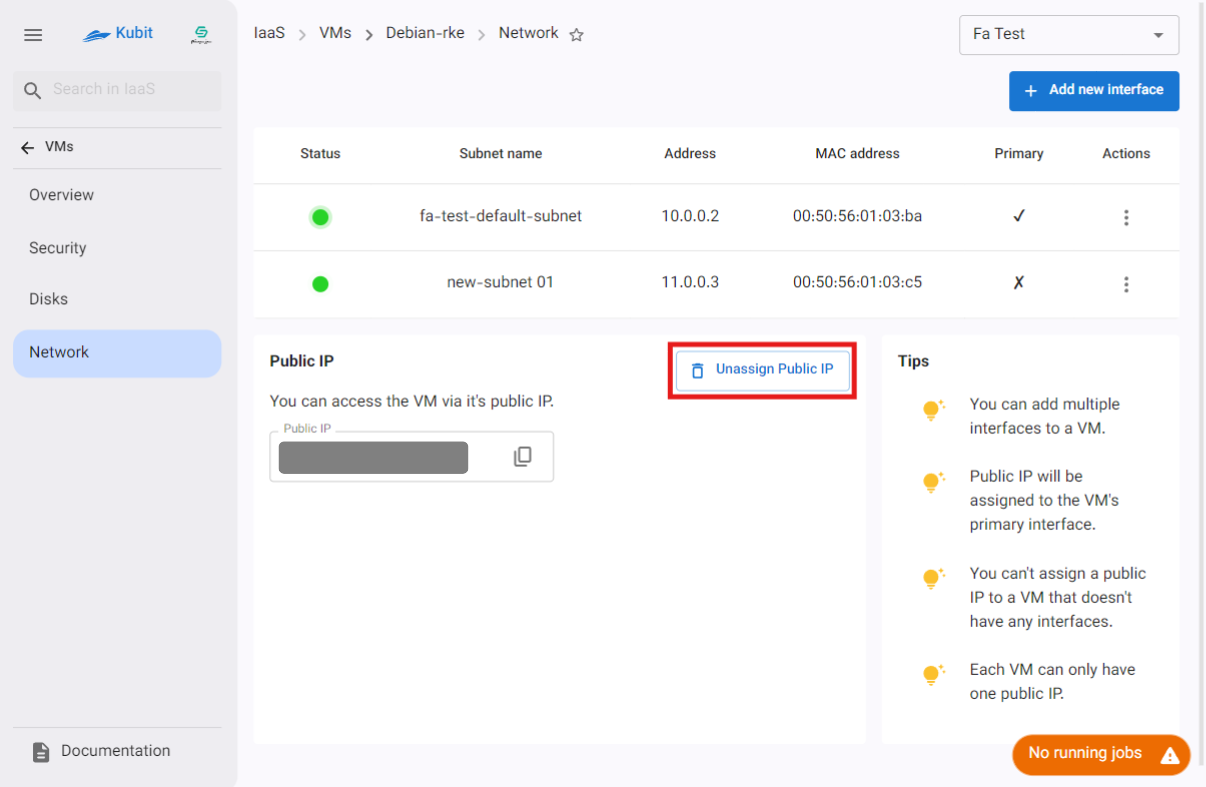 Kubit
IaaS > VMs > Debian-rke > Network
Fa Test
Search in IaaS
+ Add new interface
VMs
Overview
Security
Disks
Network
Status Subnet name Address MAC address Primary Actions
fa-test-default-subnet 10.0.0.2 00:50:56:01:03:ba ✓
new-subnet 01 11.0.0.3 00:50:56:01:03:c5 ✗
Public IP
Unassign Public IP
You can access the VM via it's public IP.
Public IP
Tips
You can add multiple
interfaces to a VM.
Public IP will be
assigned to the VM's
primary interface.
You can't assign a public
IP to a VM that doesn't
have any interfaces.
Each VM can only have
one public IP.
Documentation
No running jobs